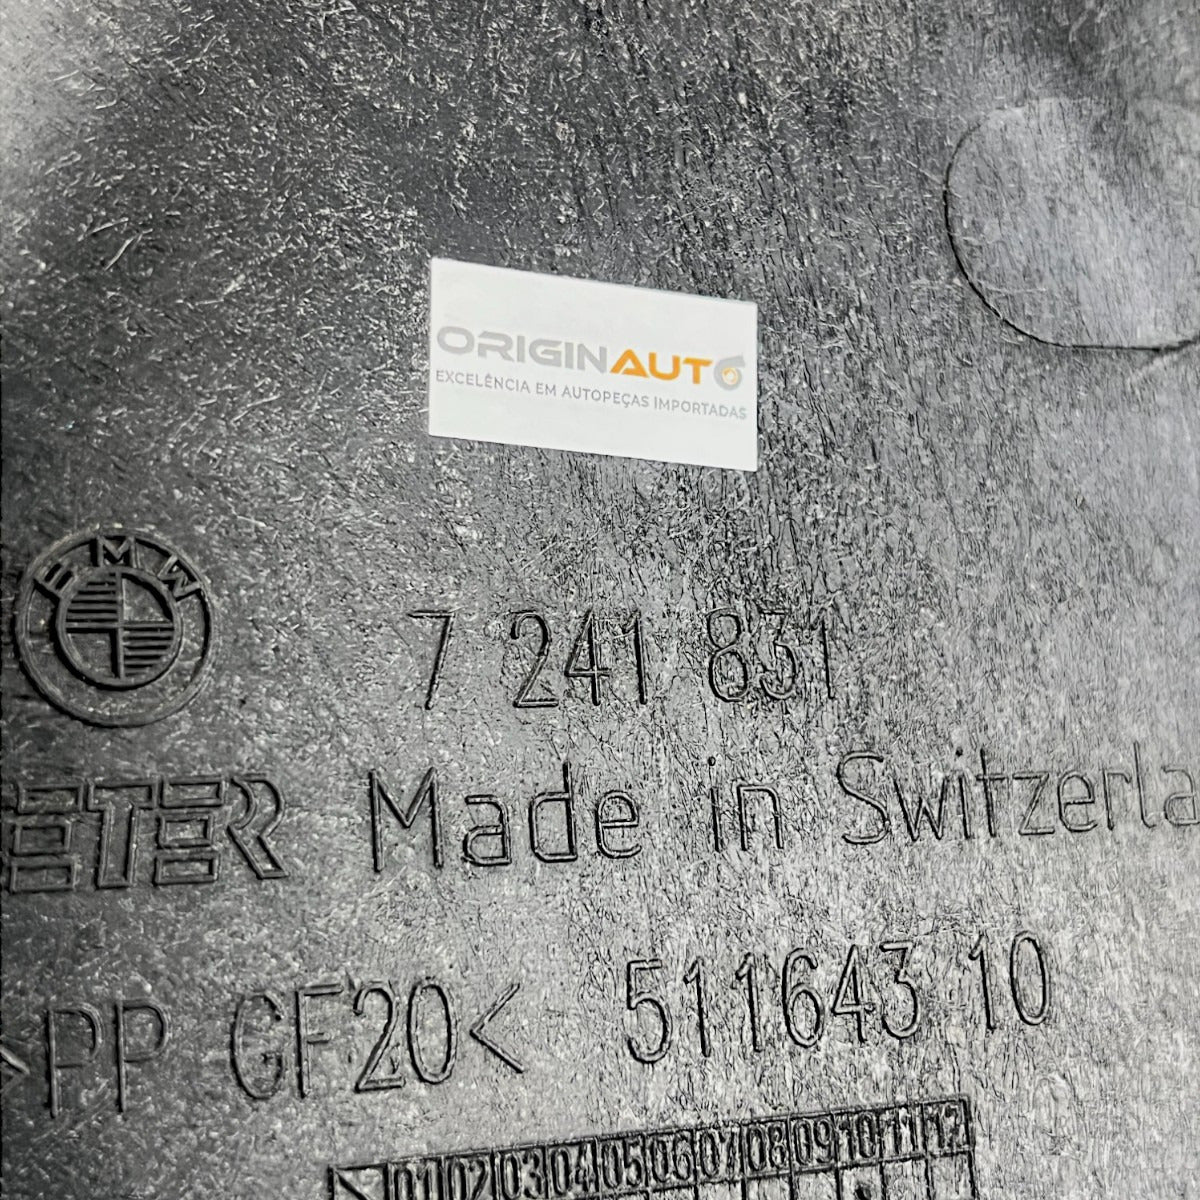 ORIGINAUTO
EXCELÊNCIA EM AUTOPEÇAS IMPORTADAS
BMW
7 241 831
Made in Switzerla
>PP GF20< 511643 10
01 02 03 04 05 06 07 08 09 10 11 12